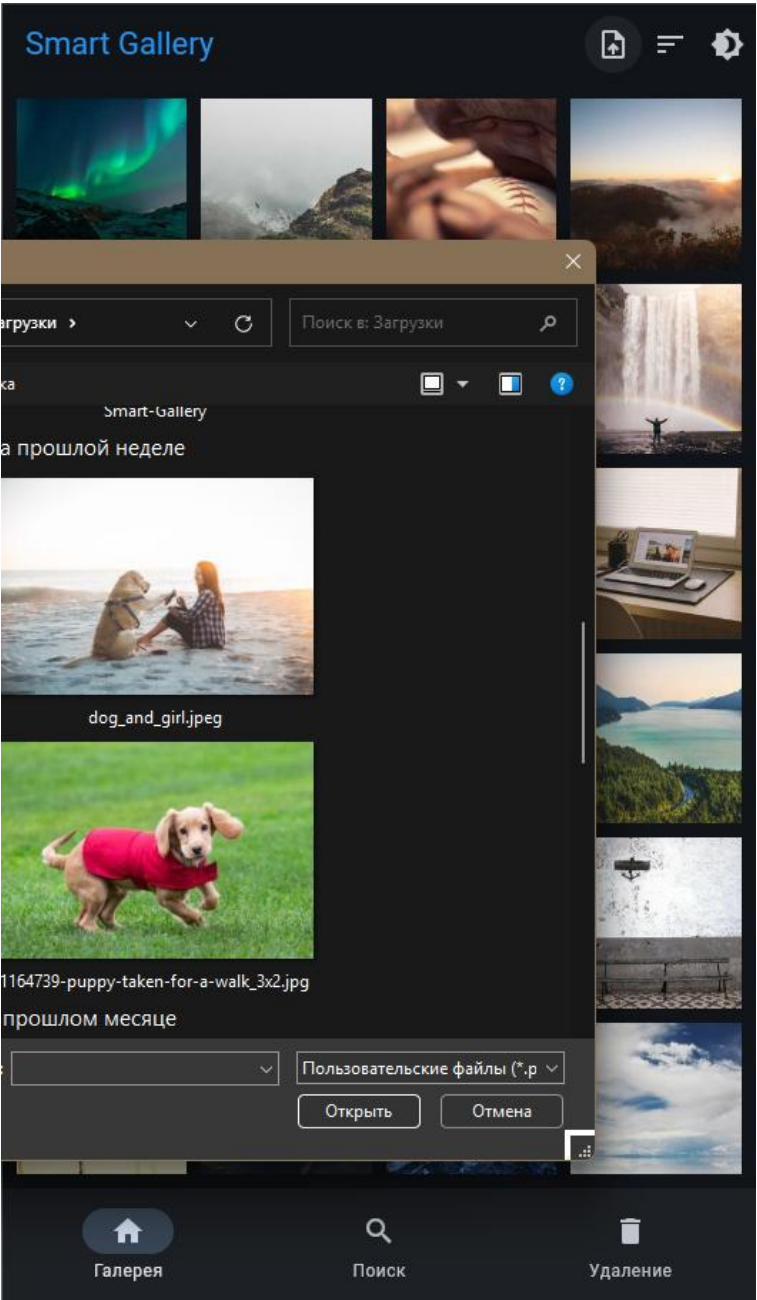 Smart Gallery
агрузки
Поиск в: Загрузки
ка
Smart-Gallery
а прошлой неделе
dog_and_girl.jpeg
1164739-puppy-taken-for-a-walk_3x2.jpg
прошлом месяце
Пользовательские файлы (*.p
Открыть
Отмена
Галерея
Поиск
Удаление